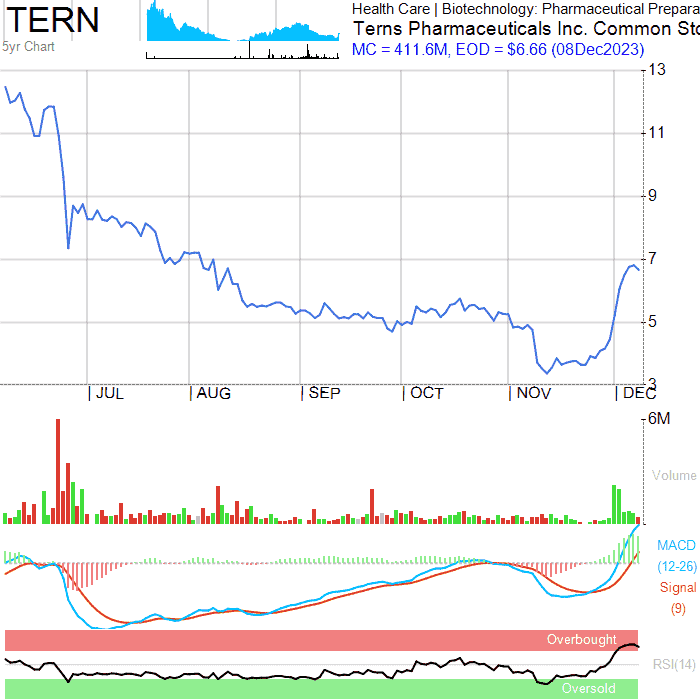 TERN
5yr Chart
Health Care | Biotechnology: Pharmaceutical Prepara
Terns Pharmaceuticals Inc. Common Sto
MC = 411.6M, EOD = $6.66 (08Dec2023)
13
11
9
7
5
3
JUL AUG SEP OCT NOV DEC
6M
Volume
MACD
(12-26)
Signal
(9)
Overbought
RSI(14)
Oversold